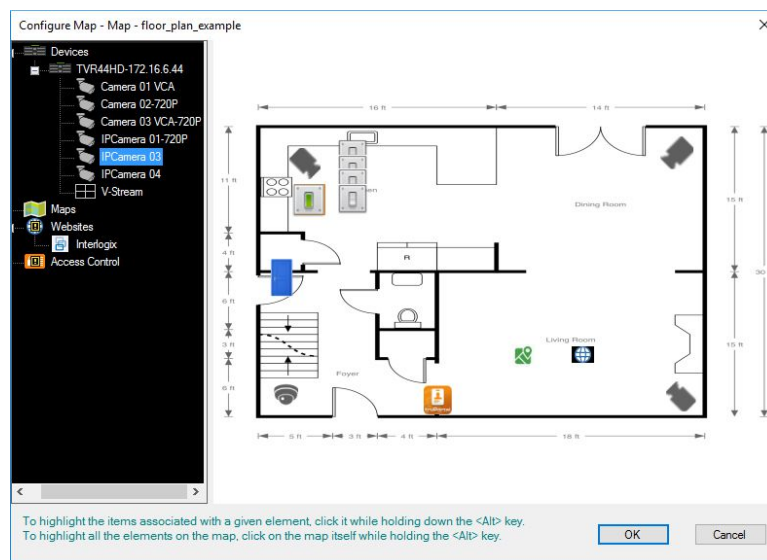 Configure Map - Map - floor_plan_example
Devices
TVR44HD-172.16.6.44
Camera 01 VCA
Camera 02-720P
Camera 03 VCA-720P
IPCamera 01-720P
IPCamera 03
IPCamera 04
V-Stream
Maps
Websites
Interlogix
Access Control
16 ft
14 ft
11 ft
15 ft
en
Dining Room
4 ft
R
30
6 ft
3 ft
Living Room
15 ft
Foyer
6 ft
5 ft
3 ft
4 ft
18 ft
To highlight the items associated with a given element, click it while holding down the <Alt> key.
To highlight all the elements on the map, click on the map itself while holding the <Alt> key.
OK
Cancel